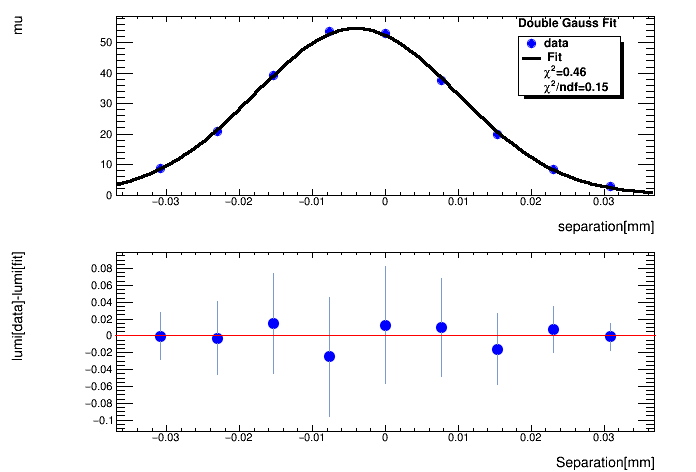 mu
Double Gauss Fit
data
Fit
χ²=0.46
χ²/ndf=0.15
50
40
30
20
10
0
−0.03 −0.02 −0.01 0 0.01 0.02 0.03
separation[mm]
lumi[data]-lumi[fit]
0.08
0.06
0.04
0.02
0
−0.02
−0.04
−0.06
−0.08
−0.1
−0.03 −0.02 −0.01 0 0.01 0.02 0.03
Separation[mm]